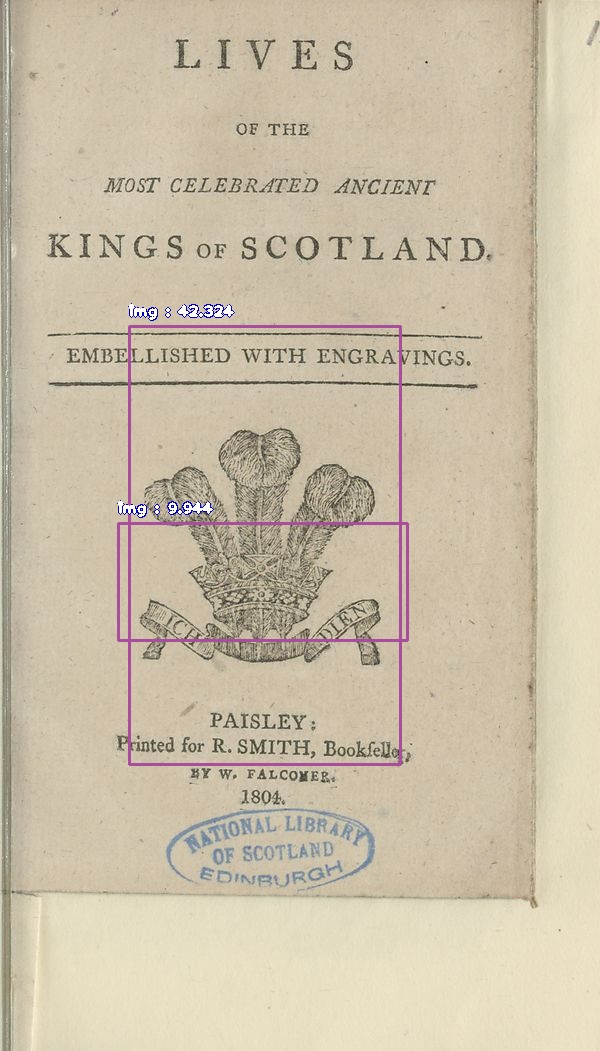 LIVES
OF THE
MOST CELEBRATED ANCIENT
KINGS OF SCOTLAND.
img : 42.324
EMBELLISHED WITH ENGRAVINGS.
img : 9.944
ICH DIEN
PAISLEY:
Printed for R. SMITH, Bookſeller,
BY W. FALCONER.
1804.
NATIONAL LIBRARY
OF SCOTLAND
EDINBURGH